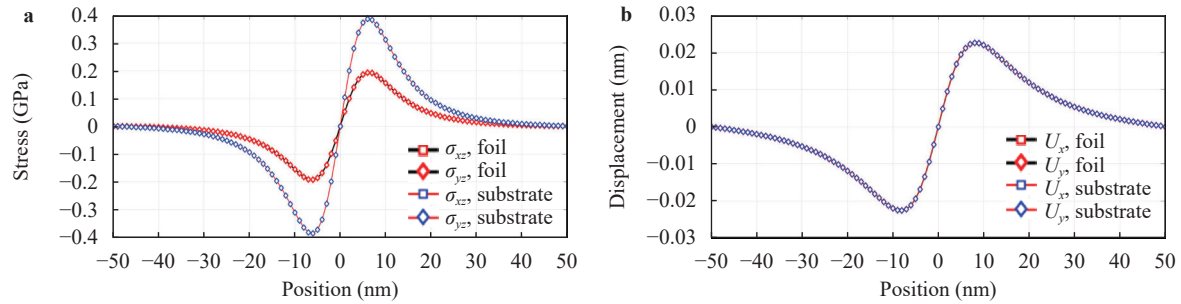 a
Stress (GPa)
0.4
0.3
0.2
0.1
0
−0.1
−0.2
−0.3
−0.4
σxz, foil
σyz, foil
σxz, substrate
σyz, substrate
−50 −40 −30 −20 −10 0 10 20 30 40 50
Position (nm)
b
Displacement (nm)
0.03
0.02
0.01
0
−0.01
−0.02
−0.03
Ux, foil
Uy, foil
Ux, substrate
Uy, substrate
−50 −40 −30 −20 −10 0 10 20 30 40 50
Position (nm)